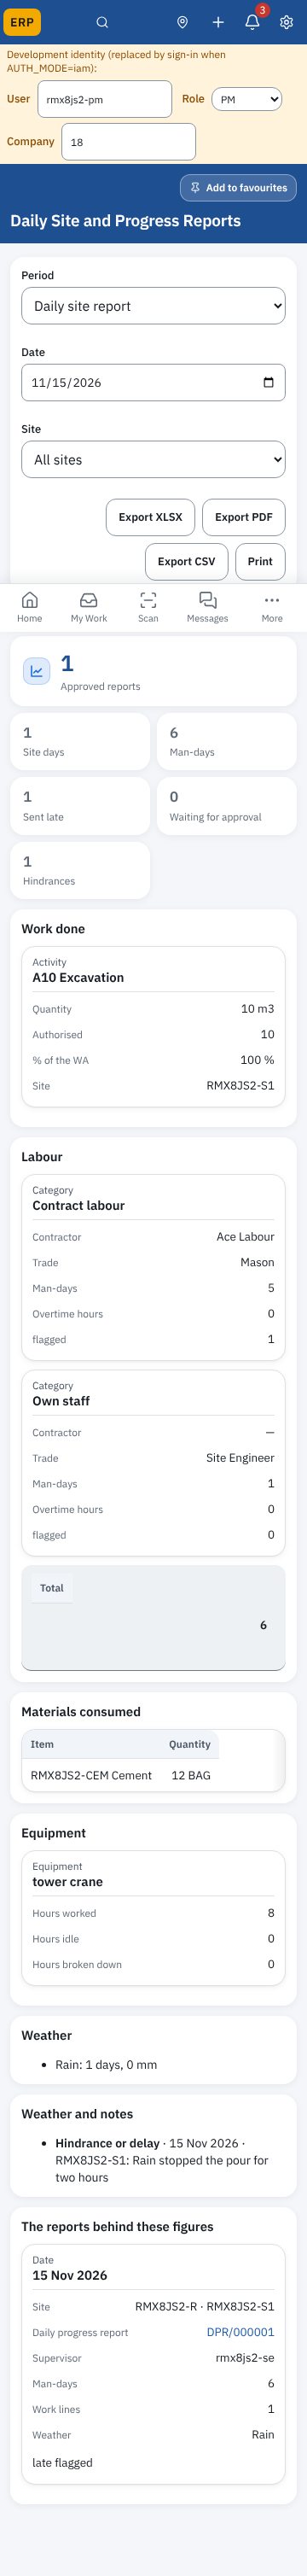 ERP
3
Development identity (replaced by sign-in when
AUTH_MODE=iam):
User rmx8js2-pm Role PM
Company 18
Add to favourites
Daily Site and Progress Reports
Period
Daily site report
Date
11/15/2026
Site
All sites
Export XLSX Export PDF
Export CSV Print
Home My Work Scan Messages More
1
Approved reports
1 6
Site days Man-days
1 0
Sent late Waiting for approval
1
Hindrances
Work done
Activity
A10 Excavation
Quantity 10 m3
Authorised 10
% of the WA 100 %
Site RMX8JS2-S1
Labour
Category
Contract labour
Contractor Ace Labour
Trade Mason
Man-days 5
Overtime hours 0
flagged 1
Category
Own staff
Contractor —
Trade Site Engineer
Man-days 1
Overtime hours 0
flagged 0
Total
6
Materials consumed
Item Quantity
RMX8JS2-CEM Cement 12 BAG
Equipment
Equipment
tower crane
Hours worked 8
Hours idle 0
Hours broken down 0
Weather
• Rain: 1 days, 0 mm
Weather and notes
• Hindrance or delay · 15 Nov 2026 ·
RMX8JS2-S1: Rain stopped the pour for
two hours
The reports behind these figures
Date
15 Nov 2026
Site RMX8JS2-R · RMX8JS2-S1
Daily progress report DPR/000001
Supervisor rmx8js2-se
Man-days 6
Work lines 1
Weather Rain
late flagged